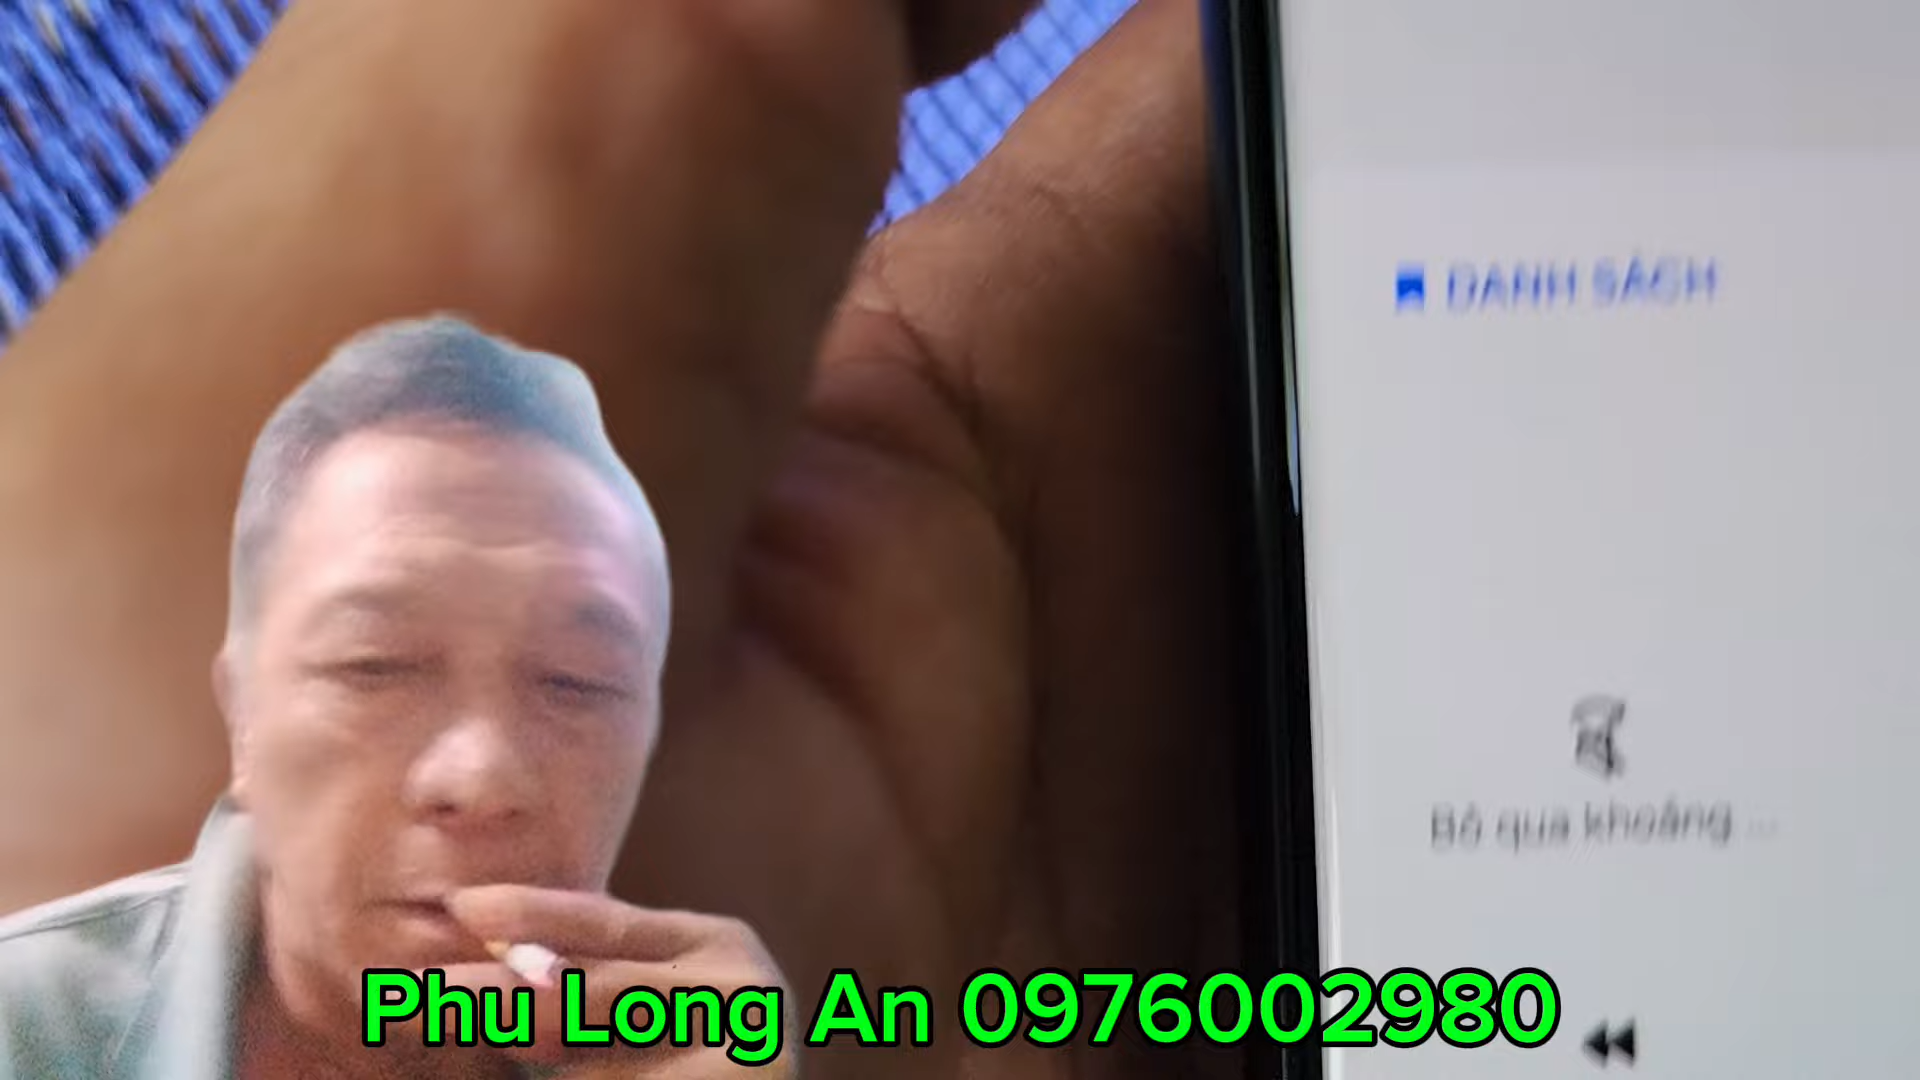 DANH SÁCH
Bỏ qua khoảng ...
Phu Long An 0976002980